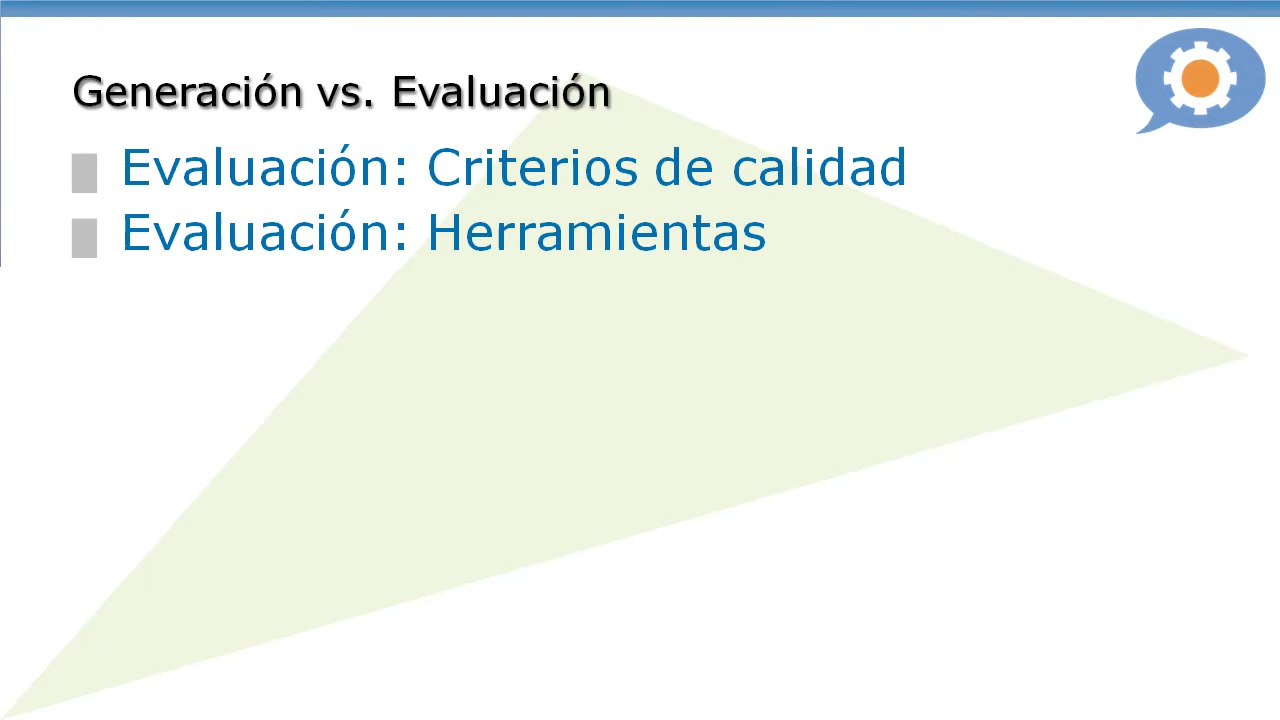 Generación vs. Evaluación
Evaluación: Criterios de calidad
Evaluación: Herramientas